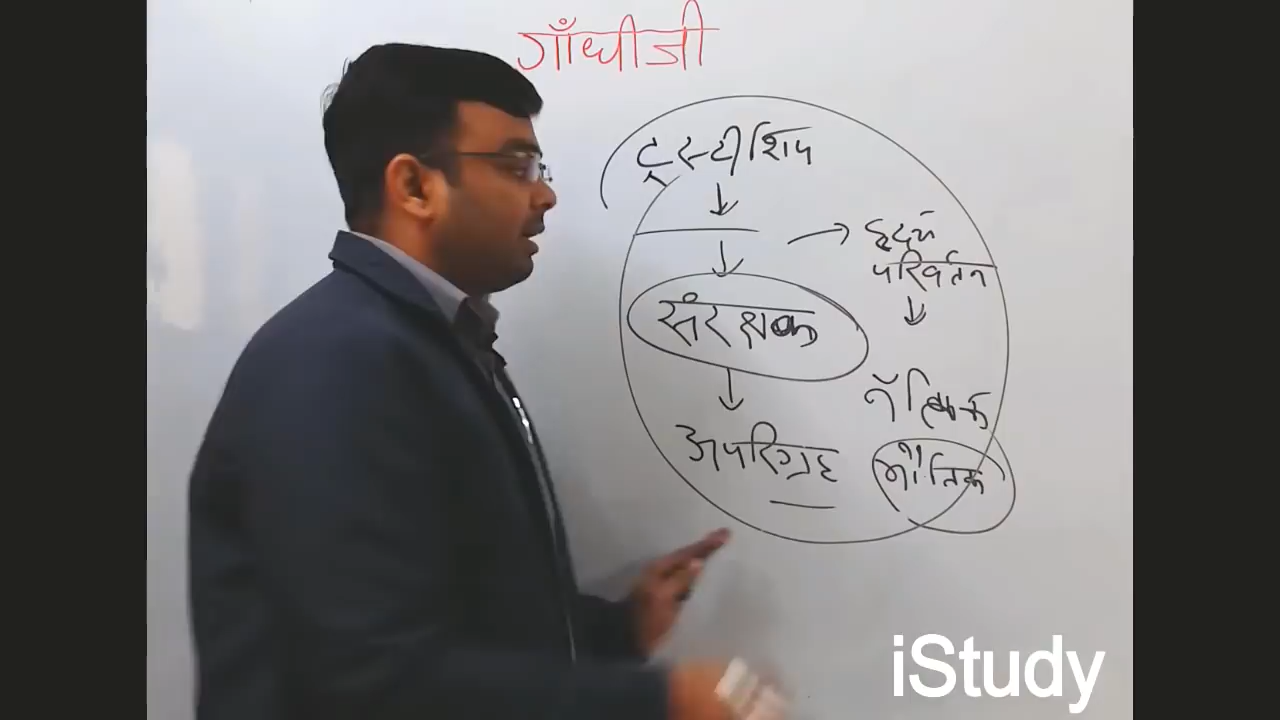 गाँधीजी
ट्रस्टीशिप
हृदय
परिवर्तन
संरक्षक
नैतिक
अपरिग्रह
भौतिक
iStudy